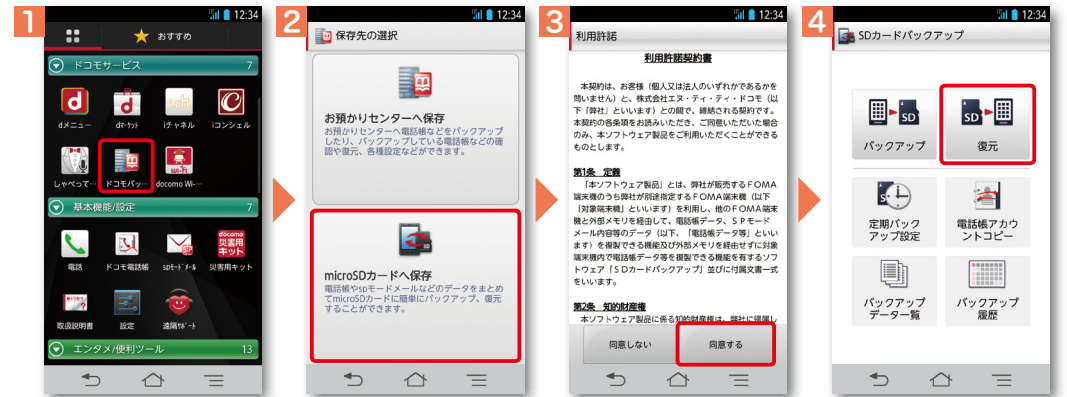 1
12:34
おすすめ
ドコモサービス 7
dメニュー
dﾏｰｹｯﾄ
iチャネル
iコンシェル
しゃべって…
ドコモバッ…
docomo Wi-…
基本機能/設定 7
電話
ドコモ電話帳
spﾓｰﾄﾞﾒｰﾙ
災害用キット
取扱説明書
設定
遠隔ｻﾎﾟｰﾄ
エンタメ/便利ツール 13
2
12:34
保存先の選択
お預かりセンターへ保存
お預かりセンターへ電話帳などをバックアップ
したり、バックアップしている電話帳などの確
認や復元、各種設定などができます。
microSDカードへ保存
電話帳やspモードメールなどのデータをまとめ
てmicroSDカードに簡単にバックアップ、復元
することができます。
3
12:34
利用許諾
利用許諾契約書
本契約は、お客様（個人又は法人のいずれかであるかを
問いません）と、株式会社エヌ・ティ・ティ・ドコモ（以
下「弊社」といいます）との間で、締結される契約です。
本契約の各条項をお読みいただき、ご同意いただいた場合
のみ、本ソフトウェア製品をご利用いただくことができる
ものとします。
第1条 定義
「本ソフトウェア製品」とは、弊社が販売するＦＯＭＡ
端末機のうち弊社が別途指定するＦＯＭＡ端末機（以下
「対象端末機」といいます）を利用し、他のＦＯＭＡ端末
機と外部メモリを経由して、電話帳データ、ＳＰモード
メール内容等のデータ（以下、「電話帳データ等」といい
ます）を複製できる機能及び外部メモリを経由せずに対象
端末機内で電話帳データ等を複製できる機能を有するソフ
トウェア「ＳＤカードバックアップ」並びに付属文書一式
をいいます。
第2条 知的財産権
本ソフトウェア製品に係る知的財産権は、弊社に帰属し
同意しない
同意する
4
12:34
SDカードバックアップ
SD
バックアップ
SD
復元
定期バック
アップ設定
電話帳アカウ
ントコピー
バックアップ
データ一覧
バックアップ
履歴